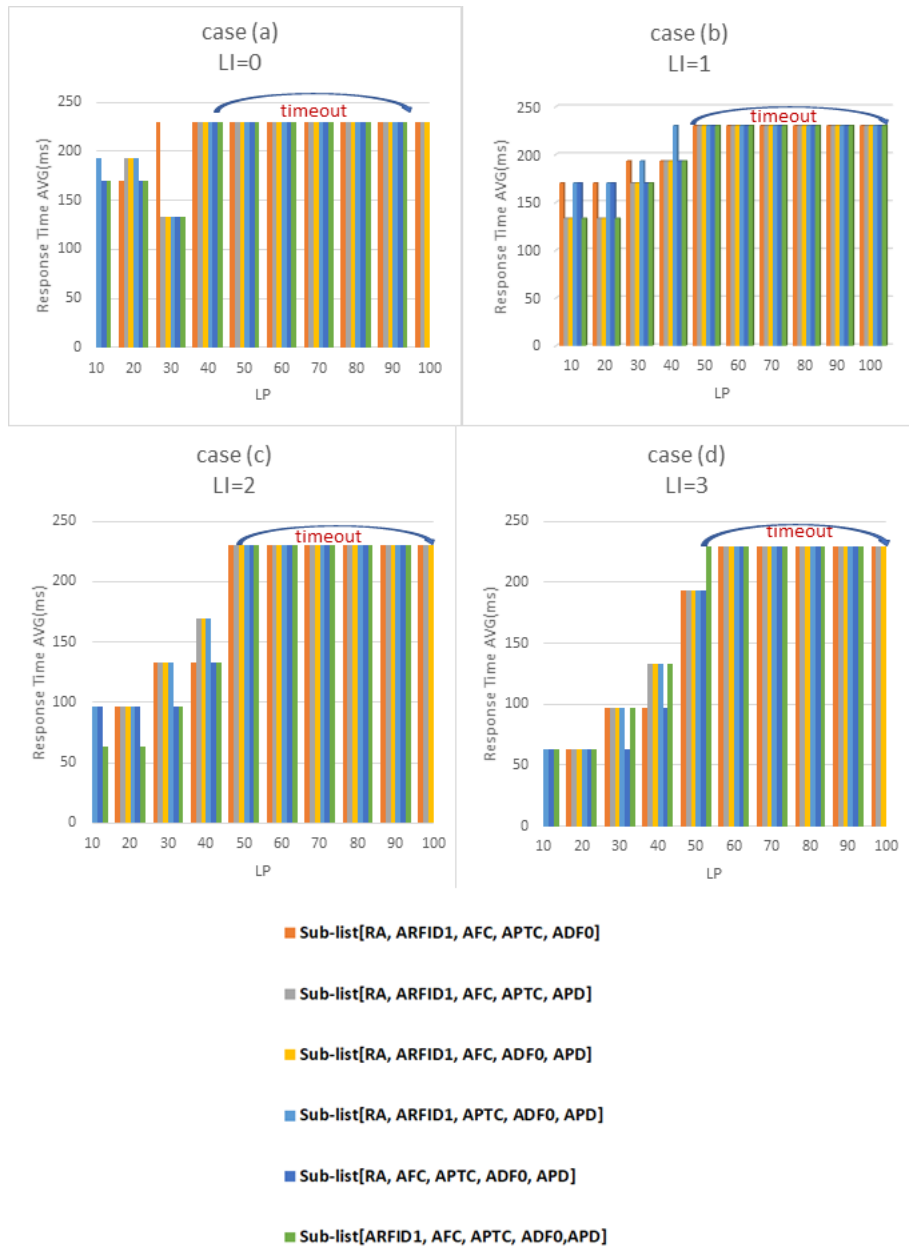 case (a)
LI=0
250
200
150
100
50
0
Response Time AVG(ms)
timeout
10 20 30 40 50 60 70 80 90 100
LP
case (b)
LI=1
250
200
150
100
50
0
Response Time AVG(ms)
timeout
10 20 30 40 50 60 70 80 90 100
LP
case (c)
LI=2
250
200
150
100
50
0
Response Time AVG(ms)
timeout
10 20 30 40 50 60 70 80 90 100
LP
case (d)
LI=3
250
200
150
100
50
0
Response Time AVG(ms)
timeout
10 20 30 40 50 60 70 80 90 100
LP
Sub-list[RA, ARFID1, AFC, APTC, ADF0]
Sub-list[RA, ARFID1, AFC, APTC, APD]
Sub-list[RA, ARFID1, AFC, ADF0, APD]
Sub-list[RA, ARFID1, APTC, ADF0, APD]
Sub-list[RA, AFC, APTC, ADF0, APD]
Sub-list[ARFID1, AFC, APTC, ADF0,APD]